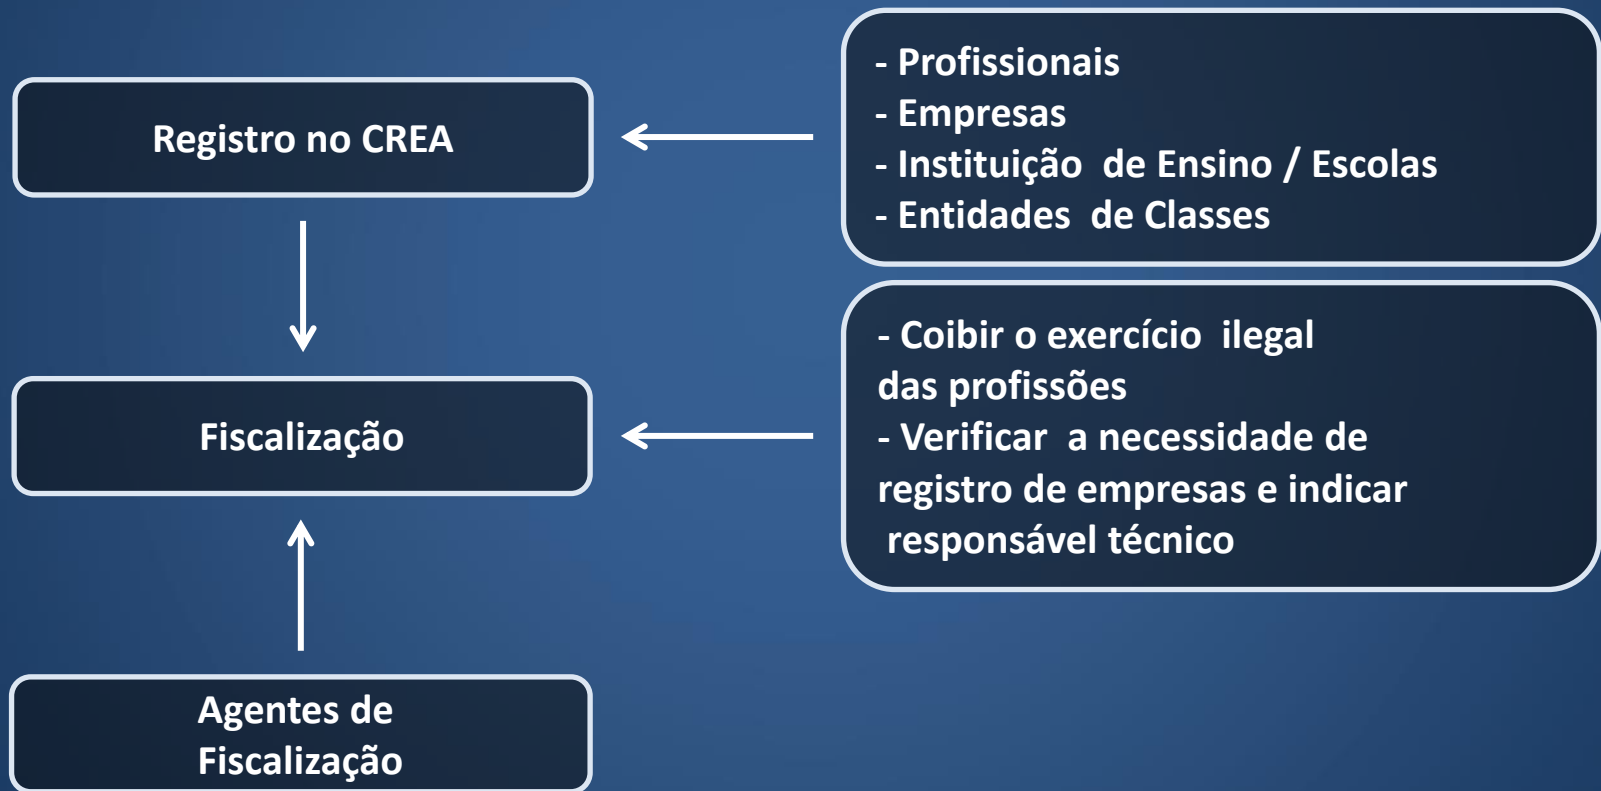 Registro no CREA
- Profissionais
- Empresas
- Instituição de Ensino / Escolas
- Entidades de Classes
Fiscalização
- Coibir o exercício ilegal
das profissões
- Verificar a necessidade de
registro de empresas e indicar
responsável técnico
Agentes de
Fiscalização